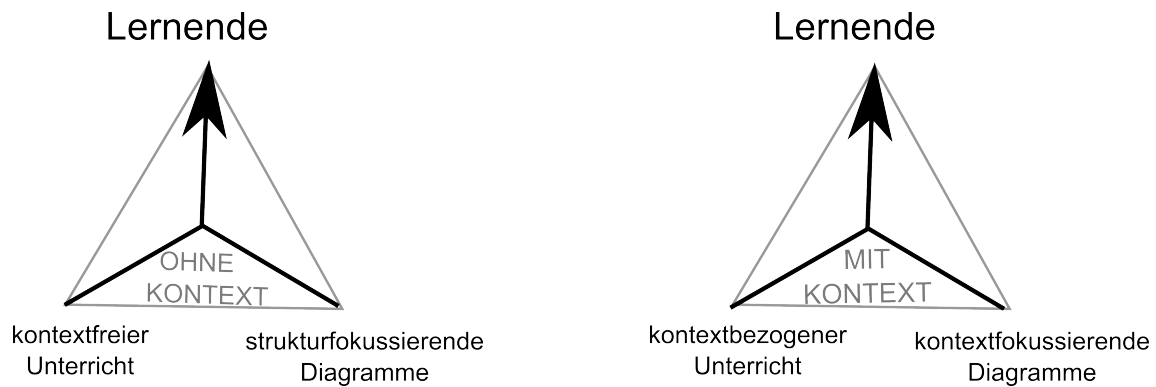 Lernende
OHNE
KONTEXT
kontextfreier
Unterricht
strukturfokussierende
Diagramme
Lernende
MIT
KONTEXT
kontextbezogener
Unterricht
kontextfokussierende
Diagramme